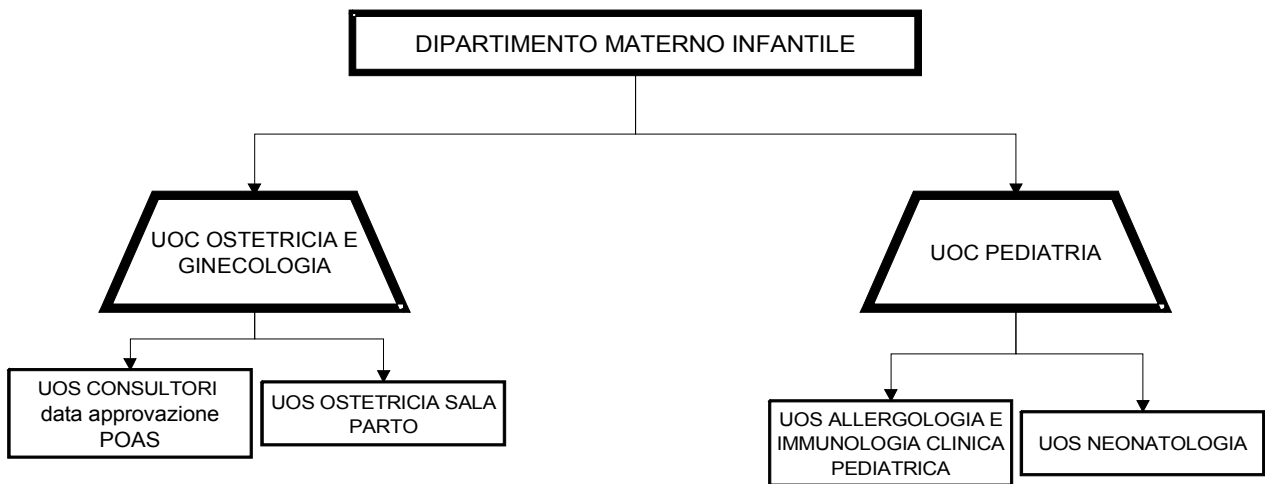 DIPARTIMENTO MATERNO INFANTILE
UOC OSTETRICIA E
GINECOLOGIA
UOC PEDIATRIA
UOS CONSULTORI
data approvazione
POAS
UOS OSTETRICIA SALA
PARTO
UOS ALLERGOLOGIA E
IMMUNOLOGIA CLINICA
PEDIATRICA
UOS NEONATOLOGIA